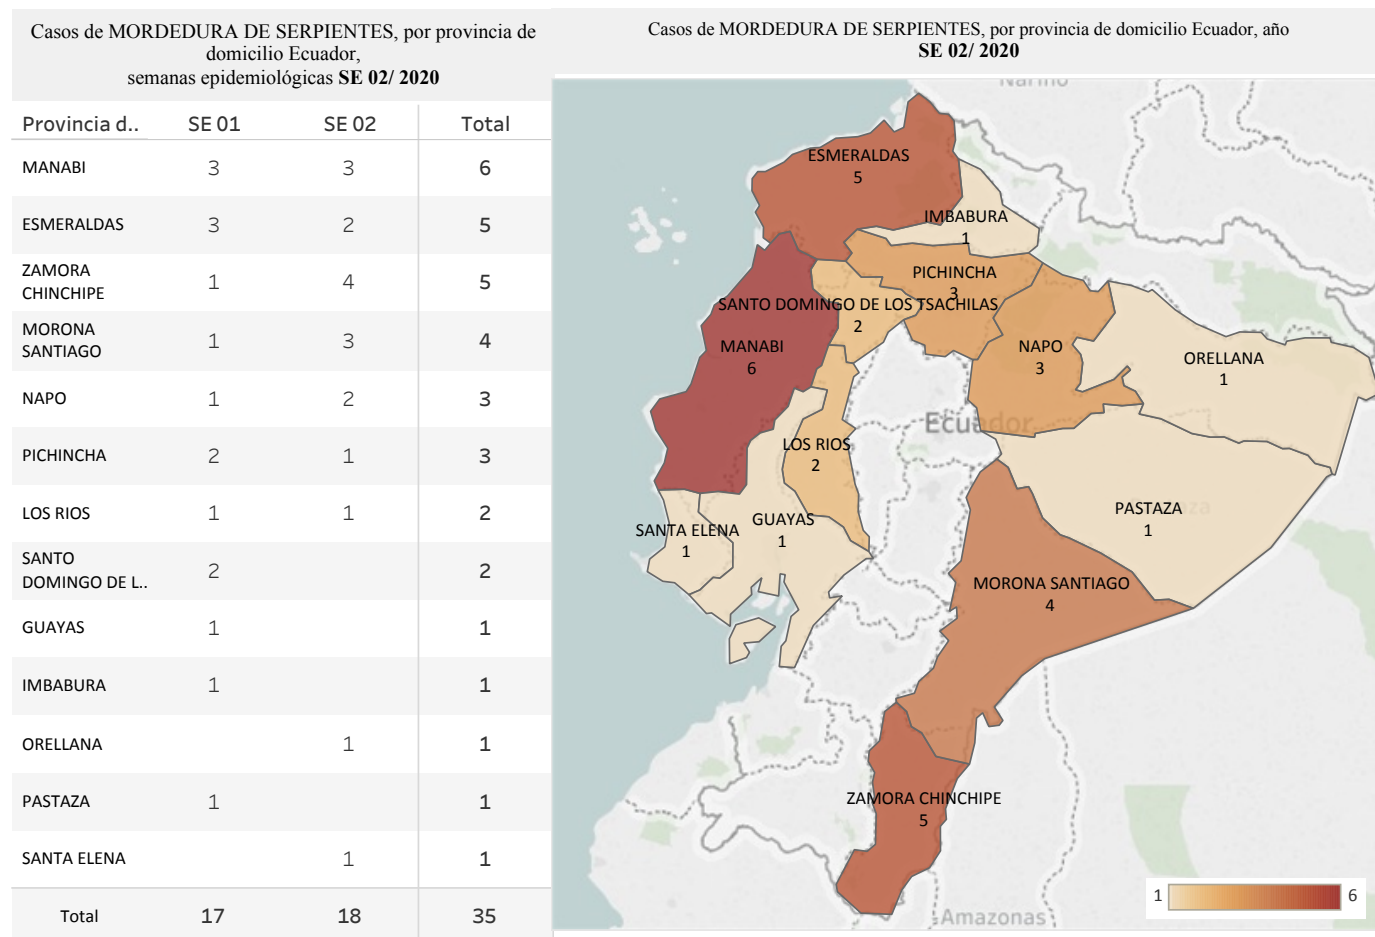 Casos de MORDEDURA DE SERPIENTES, por provincia de
domicilio Ecuador,
semanas epidemiológicas SE 02/ 2020
Provincia d.. SE 01 SE 02 Total
MANABI 3 3 6
ESMERALDAS 3 2 5
ZAMORA
CHINCHIPE 1 4 5
MORONA
SANTIAGO 1 3 4
NAPO 1 2 3
PICHINCHA 2 1 3
LOS RIOS 1 1 2
SANTO
DOMINGO DE L.. 2 2
GUAYAS 1 1
IMBABURA 1 1
ORELLANA 1 1
PASTAZA 1 1
SANTA ELENA 1 1
Total 17 18 35
Casos de MORDEDURA DE SERPIENTES, por provincia de domicilio Ecuador, año
SE 02/ 2020
Nariño
ESMERALDAS
5
IMBABURA
1
PICHINCHA
3
SANTO DOMINGO DE LOS TSACHILAS
2
MANABI
6
NAPO
3
ORELLANA
1
Ecuador
LOS RIOS
2
PASTAZA
1
SANTA ELENA
1
GUAYAS
1
MORONA SANTIAGO
4
ZAMORA CHINCHIPE
5
Amazonas
1 6